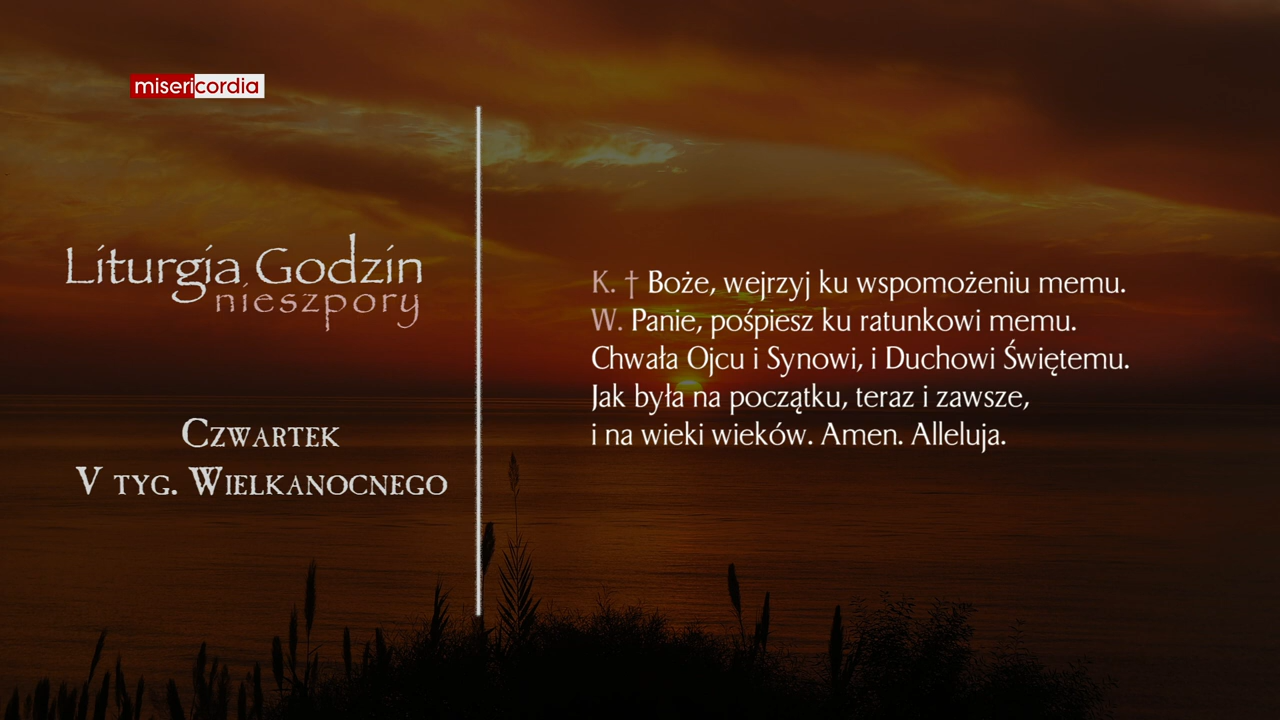 misericordia
Liturgia Godzin
nieszpory
Czwartek
V tyg. Wielkanocnego
K. † Boże, wejrzyj ku wspomożeniu memu.
W. Panie, pośpiesz ku ratunkowi memu.
Chwała Ojcu i Synowi, i Duchowi Świętemu.
Jak była na początku, teraz i zawsze,
i na wieki wieków. Amen. Alleluja.